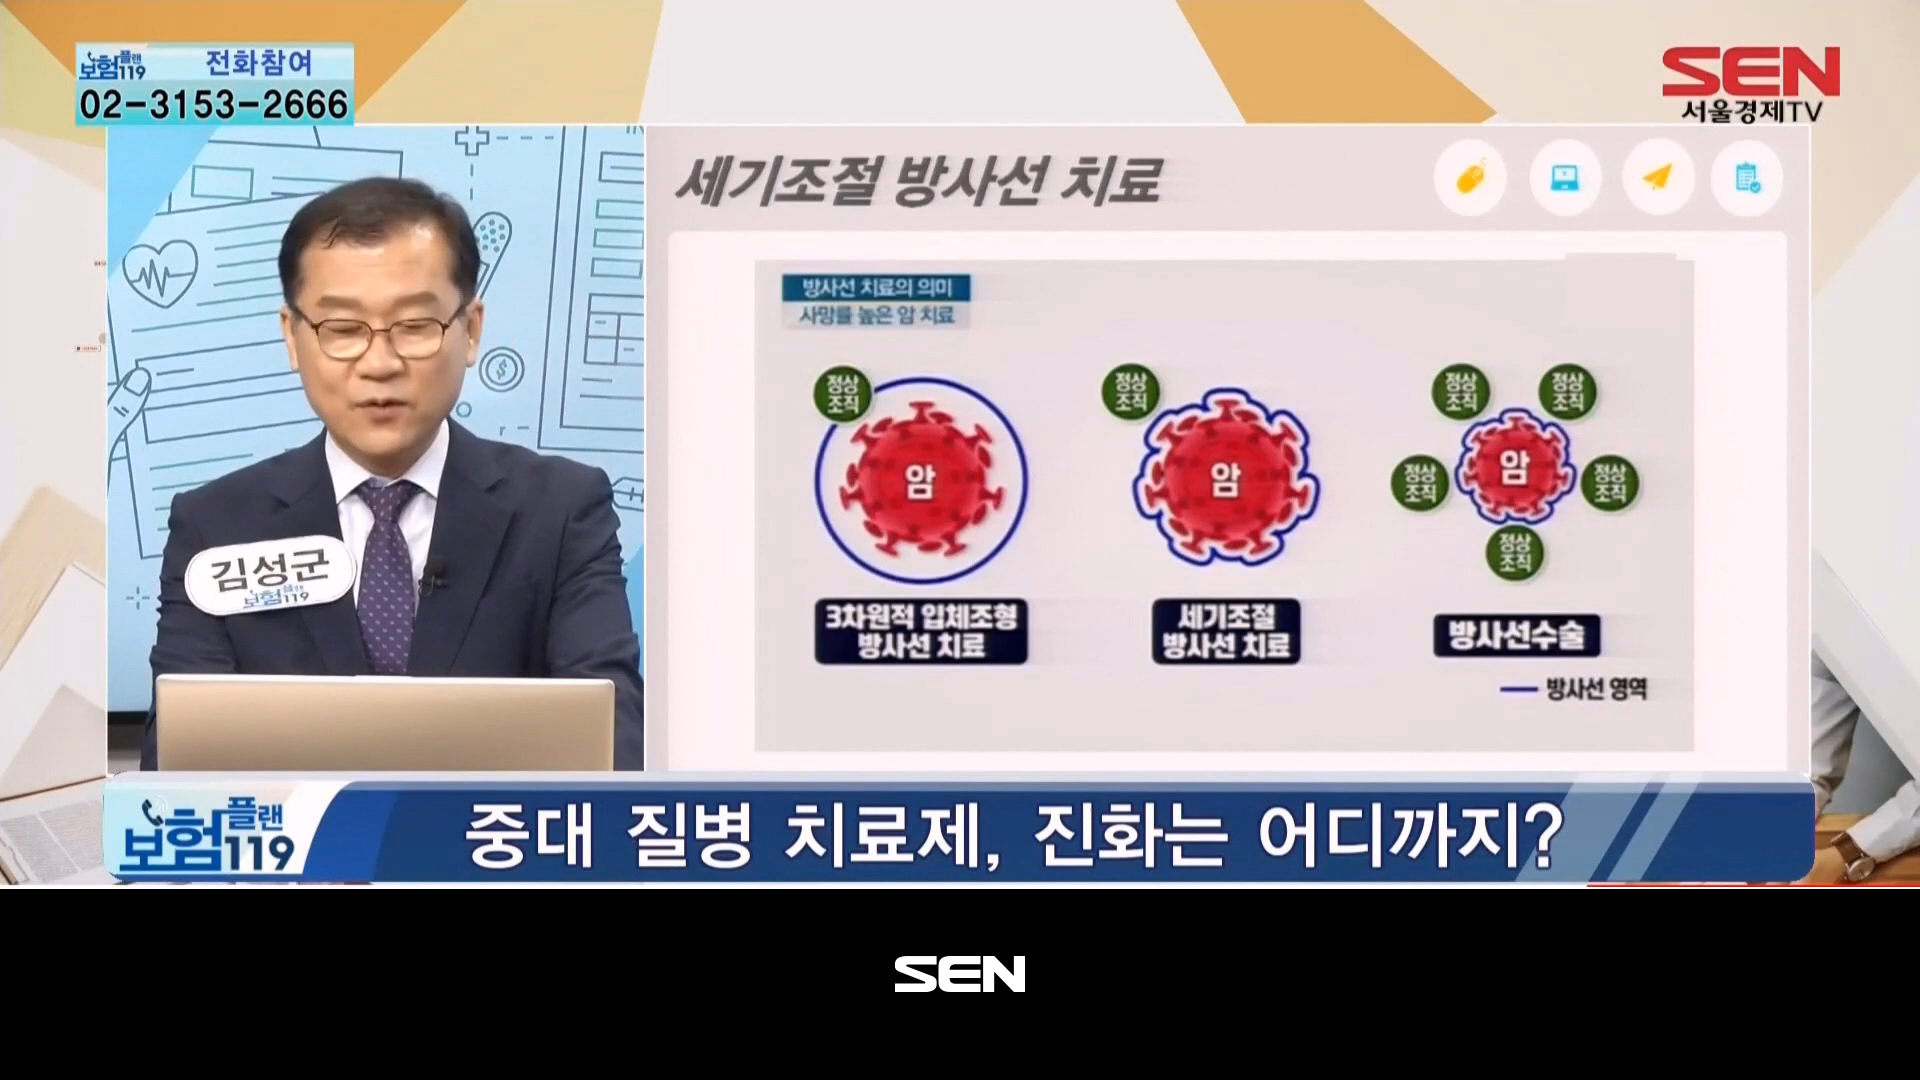 보험플랜119 전화참여
02-3153-2666
SEN
서울경제TV
세기조절 방사선 치료
방사선 치료의 의미
사망률 높은 암 치료
정상
조직
암
3차원적 입체조형
방사선 치료
정상
조직
암
세기조절
방사선 치료
정상
조직
정상
조직
정상
조직
암
정상
조직
정상
조직
방사선수술
방사선 영역
김성군
보험플랜119
보험플랜119
중대 질병 치료제, 진화는 어디까지?
SEN